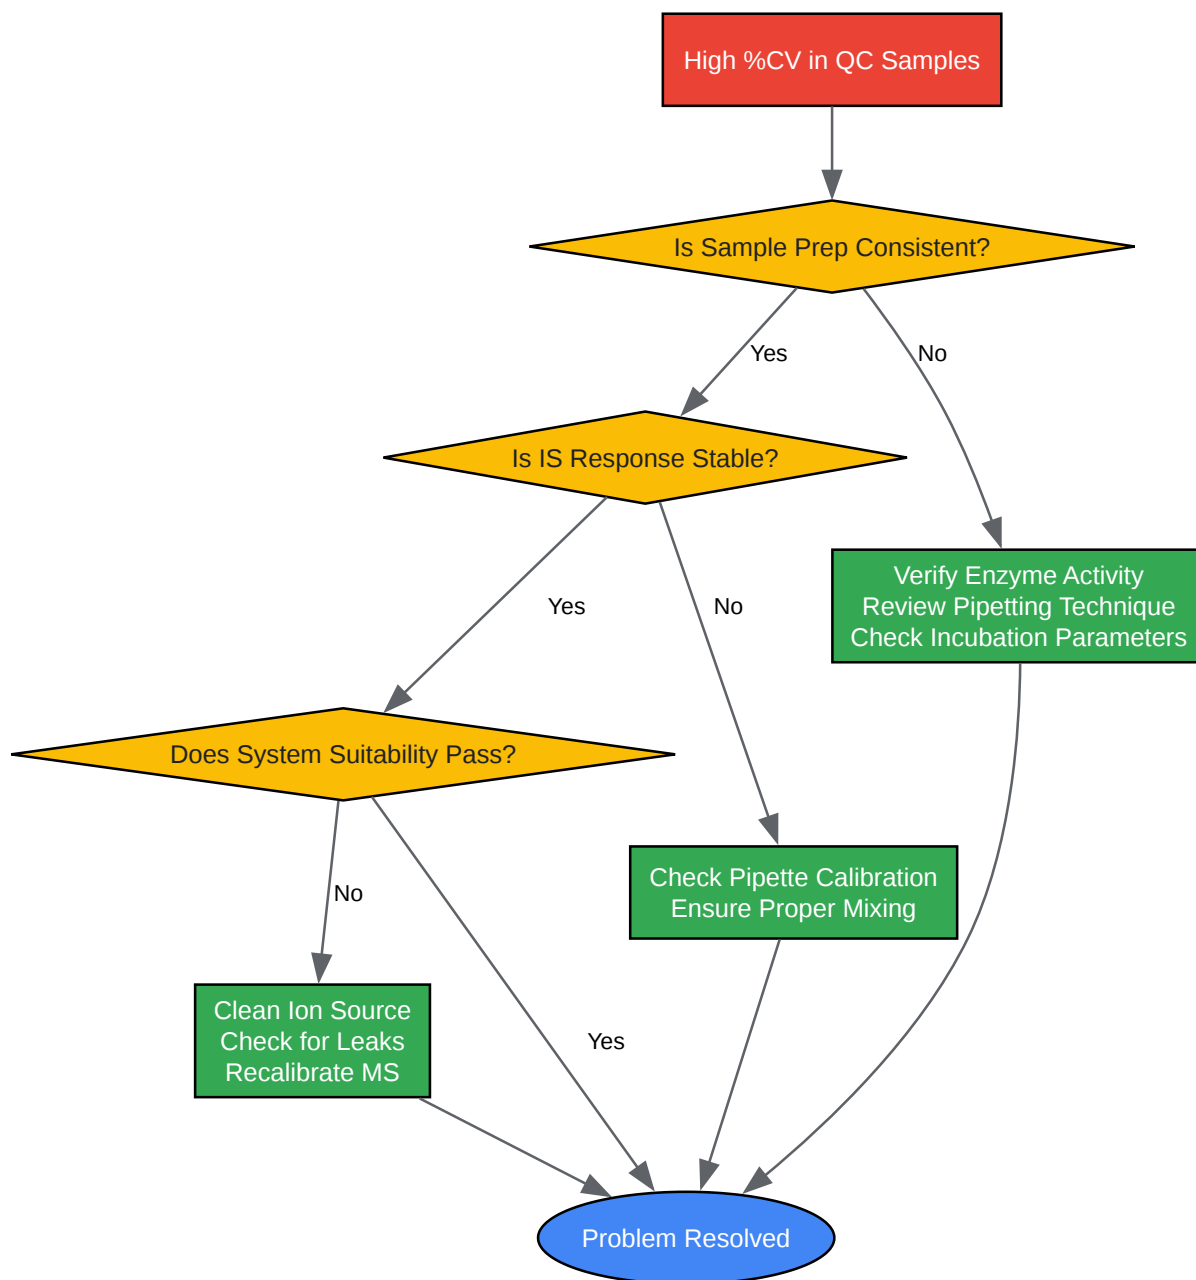 High %CV in QC Samples
Is Sample Prep Consistent?
Yes
No
Is IS Response Stable?
Verify Enzyme Activity
Review Pipetting Technique
Check Incubation Parameters
Yes
No
Does System Suitability Pass?
Check Pipette Calibration
Ensure Proper Mixing
No
Clean Ion Source
Check for Leaks
Recalibrate MS
Yes
Problem Resolved